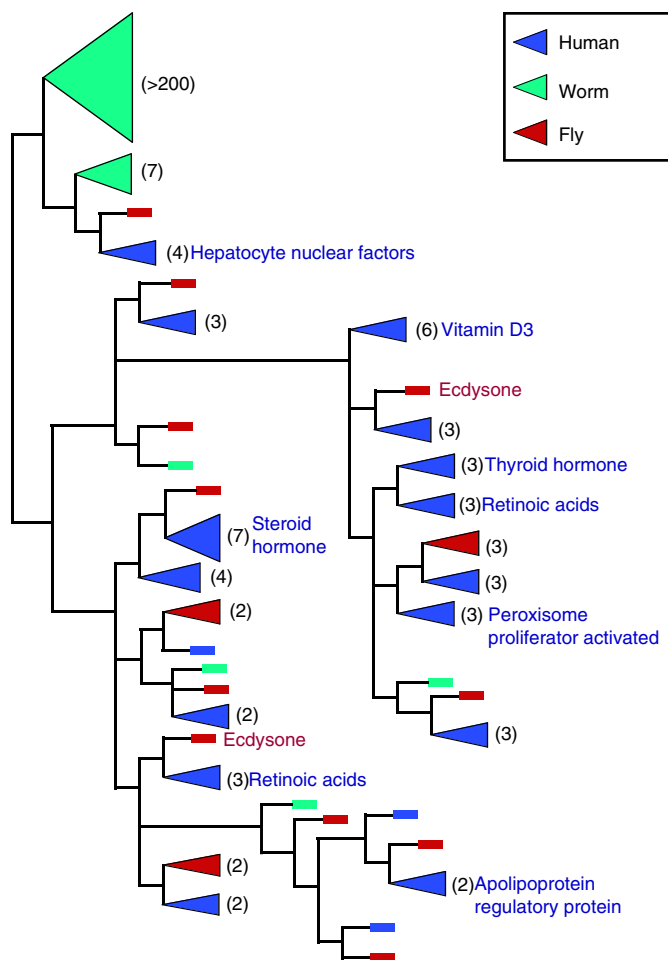 Human
Worm
Fly
(>200)
(7)
(4) Hepatocyte nuclear factors
(3)
(6) Vitamin D3
Ecdysone
(3)
(3) Thyroid hormone
(3) Retinoic acids
(7) Steroid
hormone
(3)
(4)
(3)
(2)
(3) Peroxisome
proliferator activated
(2)
(3)
Ecdysone
(3) Retinoic acids
(2)
(2) Apolipoprotein
regulatory protein
(2)